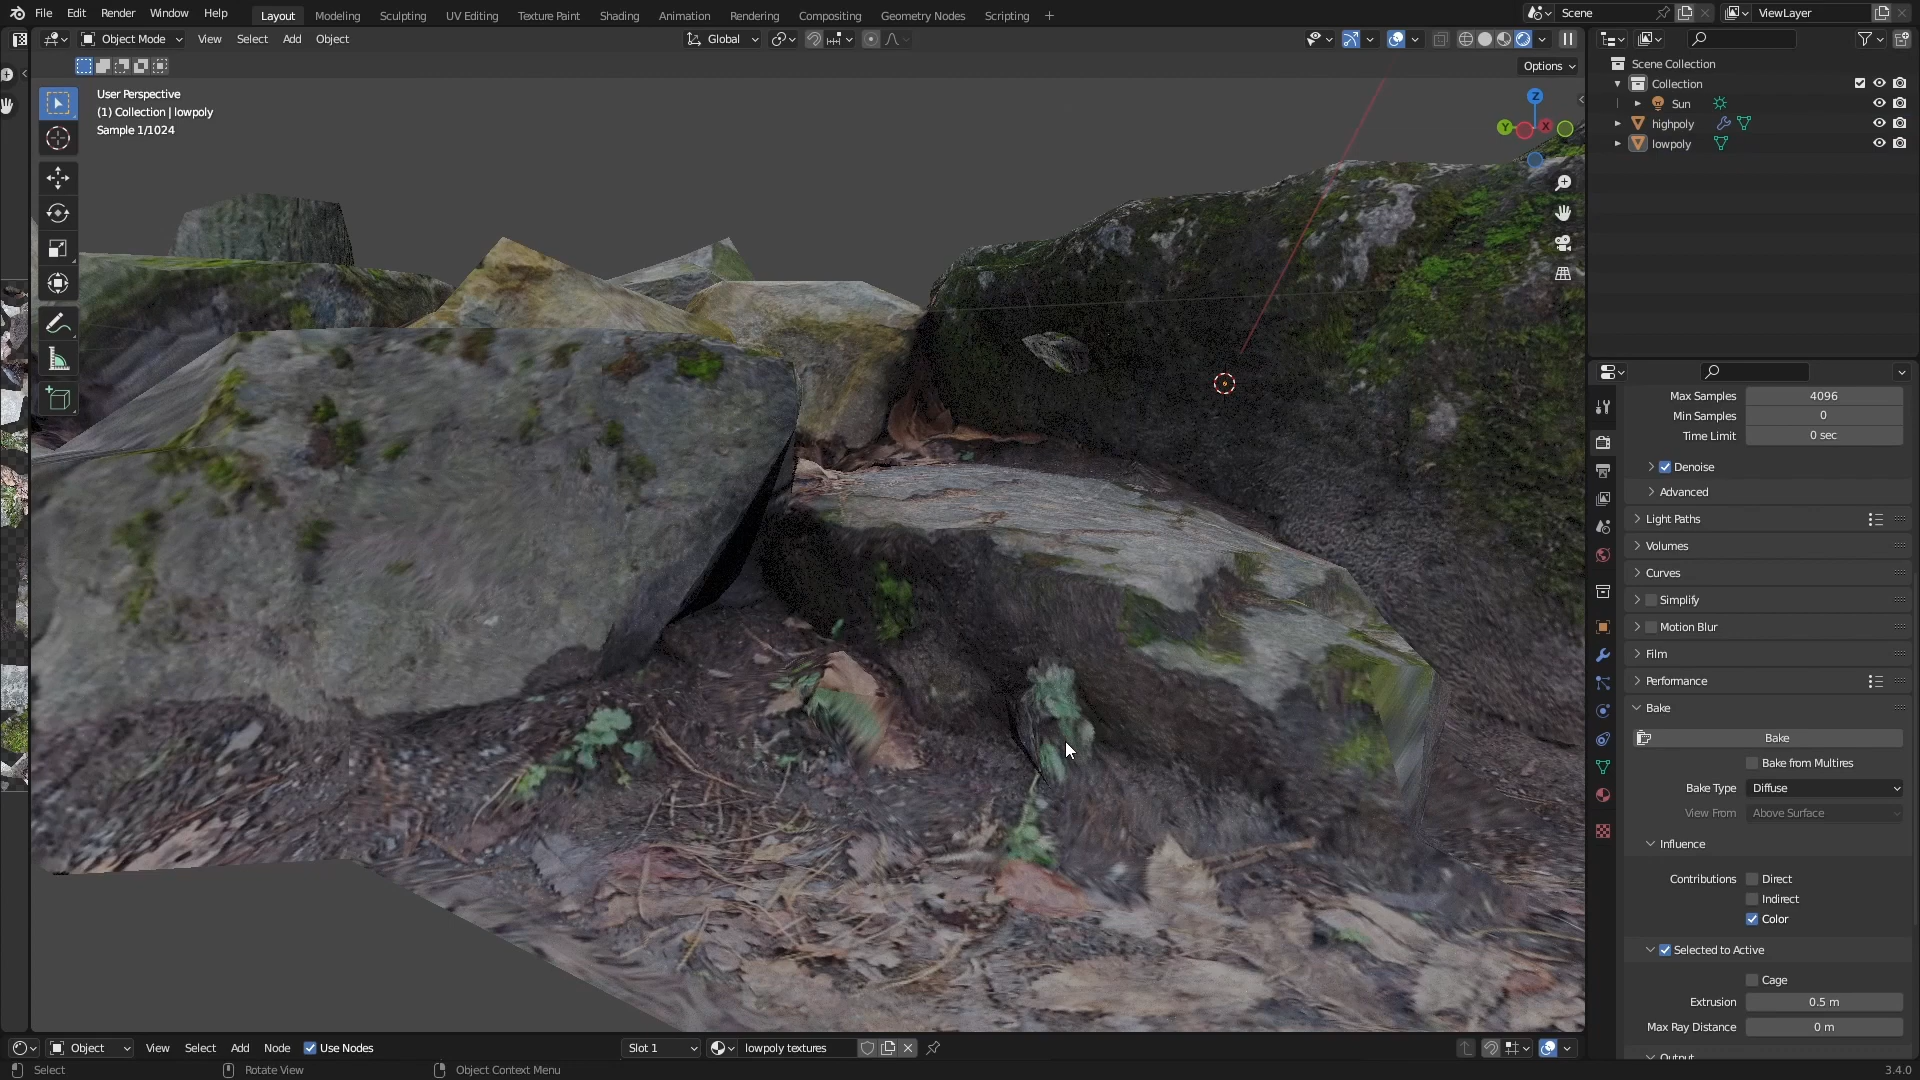 File Edit Render Window Help Layout Modeling Sculpting UV Editing Texture Paint Shading Animation Rendering Compositing Geometry Nodes Scripting + Scene ViewLayer
Object Mode View Select Add Object Global
Options
User Perspective
(1) Collection | lowpoly
Sample 1/1024
Z
Y
X
Scene Collection
Collection
Sun
highpoly
lowpoly
Max Samples 4096
Min Samples 0
Time Limit 0 sec
Denoise
Advanced
Light Paths
Volumes
Curves
Simplify
Motion Blur
Film
Performance
Bake
Bake
Bake from Multires
Bake Type Diffuse
View From Above Surface
Influence
Contributions Direct
Indirect
Color
Selected to Active
Cage
Extrusion 0.5 m
Max Ray Distance 0 m
Output
Object View Select Add Node Use Nodes Slot 1 lowpoly textures
Select Rotate View Object Context Menu 3.4.0